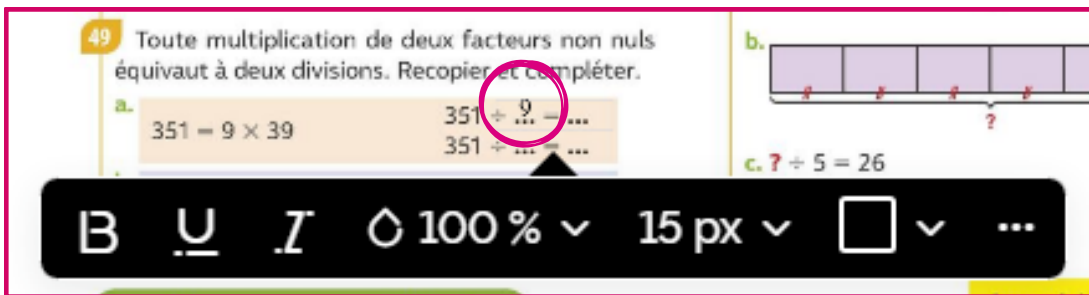 49 Toute multiplication de deux facteurs non nuls
équivaut à deux divisions. Recopier et compléter.
a.
351 = 9 × 39
351 ÷ 9 = ...
351 ÷ ... = ...
b.
?
c. ? ÷ 5 = 26
B U I 100 % 15 px ...